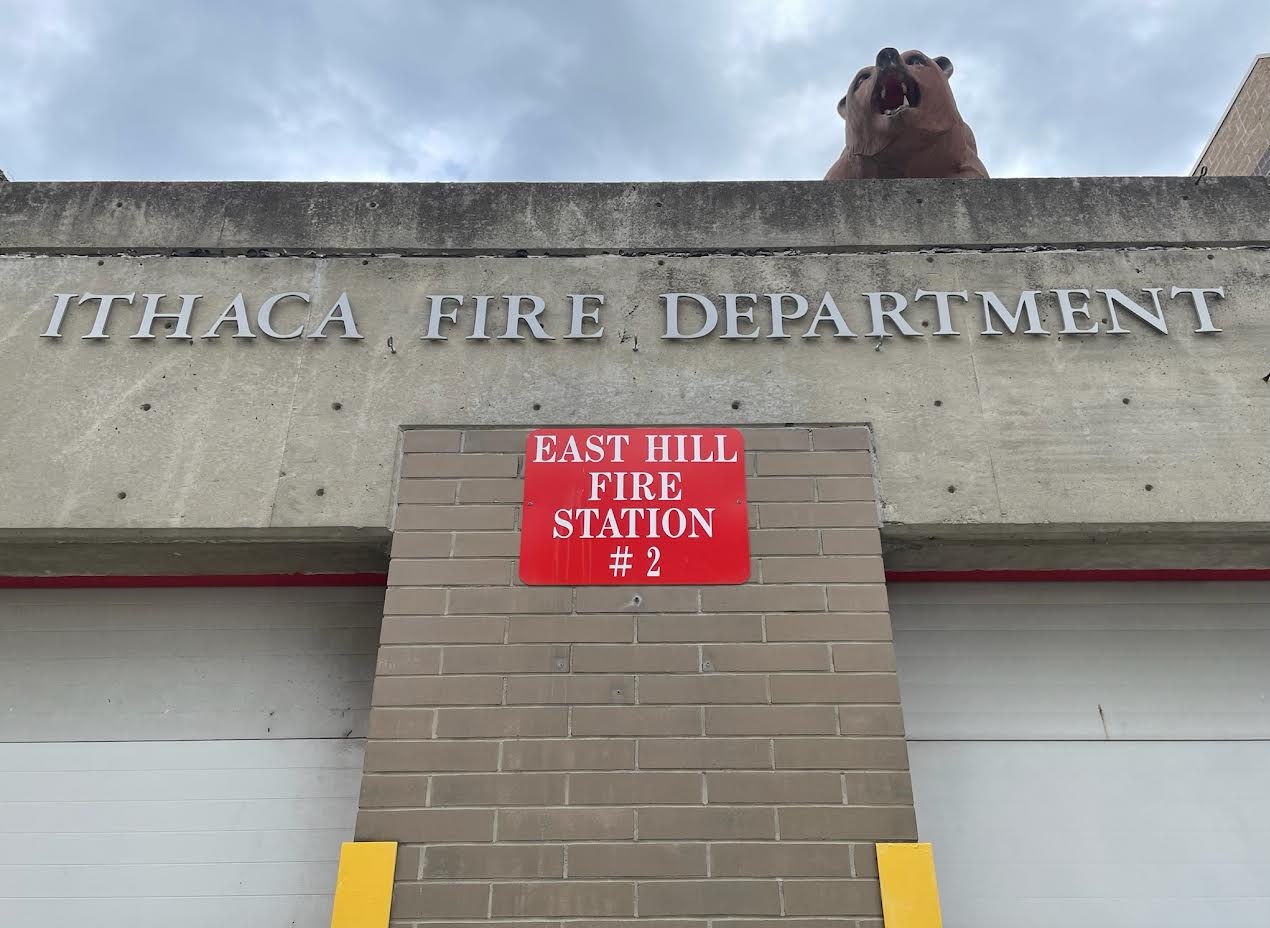 ITHACA FIRE DEPARTMENT
EAST HILL
FIRE
STATION
# 2